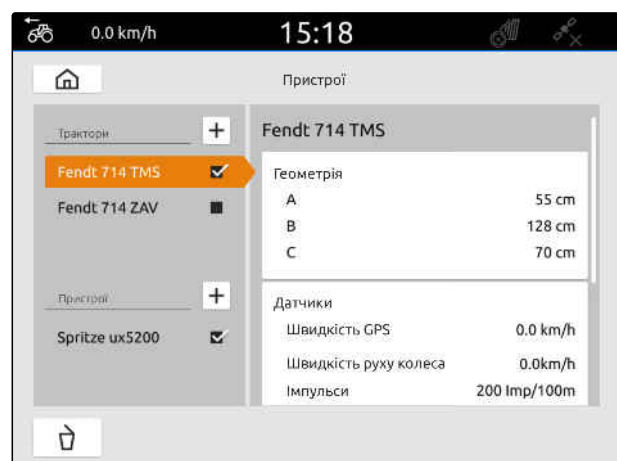 0.0 km/h 15:18
Пристрої
Трактори
Fendt 714 TMS
Fendt 714 ZAV
Пристрої
Spritze ux5200
Fendt 714 TMS
Геометрія
A 55 cm
B 128 cm
C 70 cm
Датчики
Швидкість GPS 0.0 km/h
Швидкість руху колеса 0.0km/h
Імпульси 200 Imp/100m